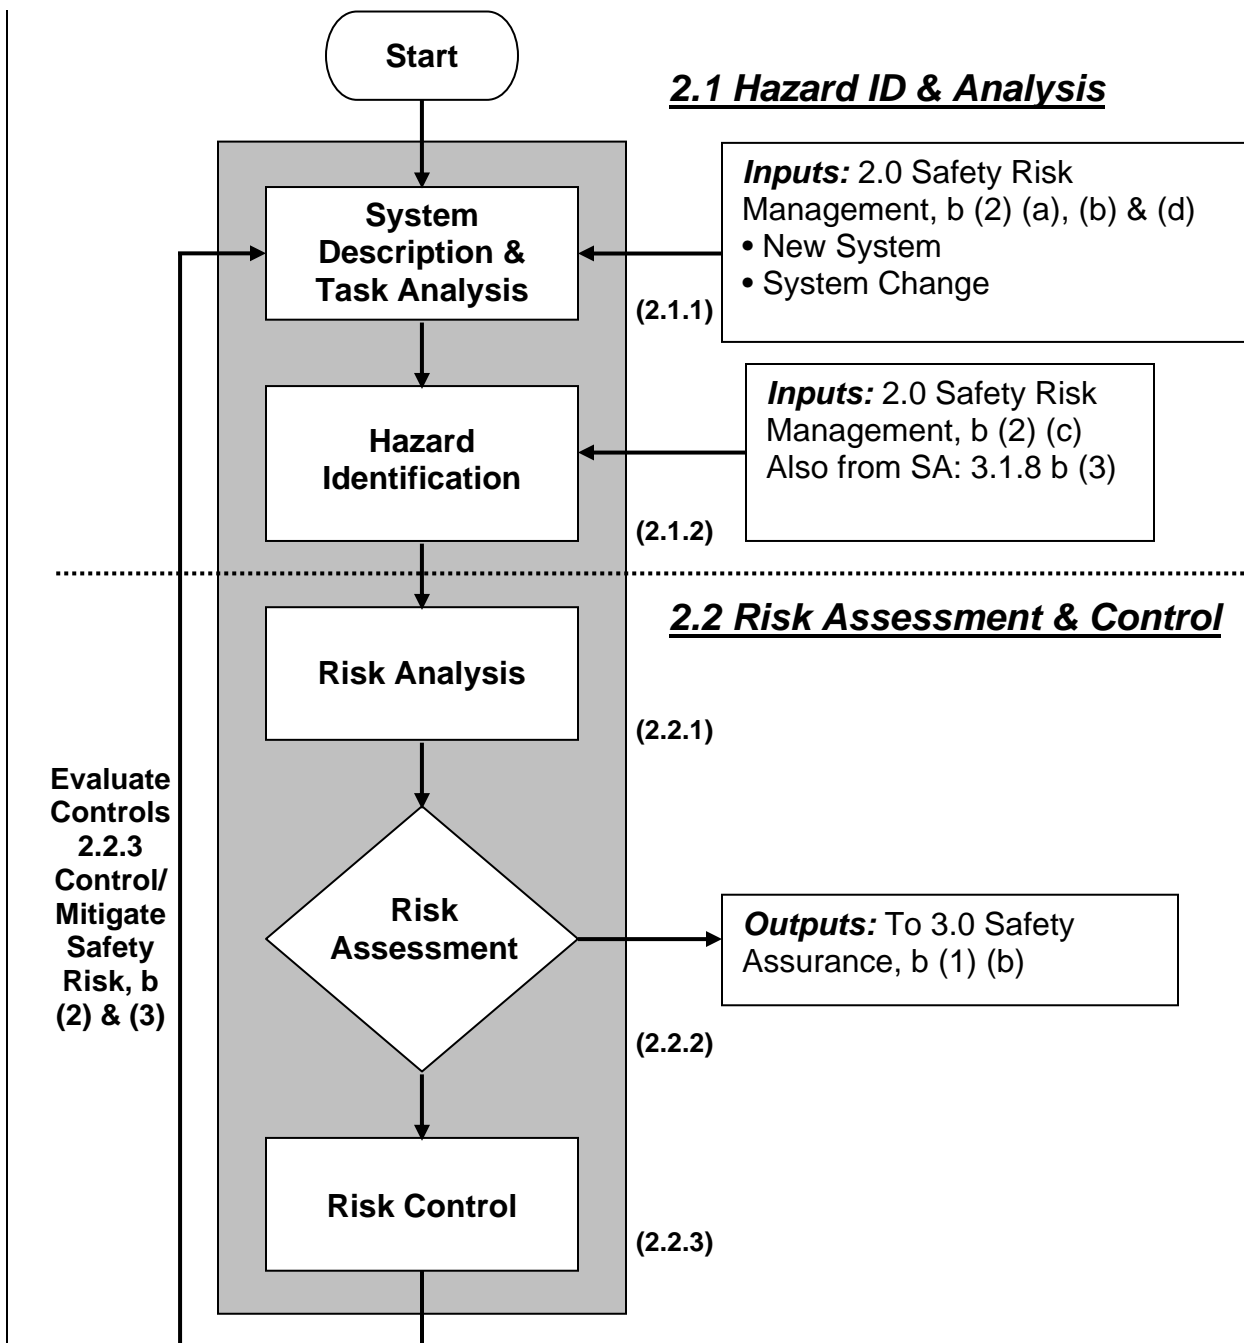 Start
2.1 Hazard ID & Analysis
System
Description &
Task Analysis
(2.1.1)
Inputs: 2.0 Safety Risk
Management, b (2) (a), (b) & (d)
• New System
• System Change
Hazard
Identification
(2.1.2)
Inputs: 2.0 Safety Risk
Management, b (2) (c)
Also from SA: 3.1.8 b (3)
2.2 Risk Assessment & Control
Risk Analysis
(2.2.1)
Evaluate
Controls
2.2.3
Control/
Mitigate
Safety
Risk, b
(2) & (3)
Risk
Assessment
(2.2.2)
Outputs: To 3.0 Safety
Assurance, b (1) (b)
Risk Control
(2.2.3)